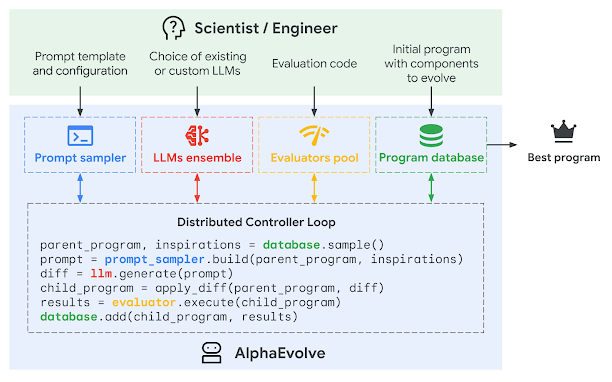 Scientist / Engineer
Prompt template
and configuration
Choice of existing
or custom LLMs
Evaluation code
Initial program
with components
to evolve
Prompt sampler
LLMs ensemble
Evaluators pool
Program database
Best program
Distributed Controller Loop
parent_program, inspirations = database.sample()
prompt = prompt_sampler.build(parent_program, inspirations)
diff = llm.generate(prompt)
child_program = apply_diff(parent_program, diff)
results = evaluator.execute(child_program)
database.add(child_program, results)
AlphaEvolve